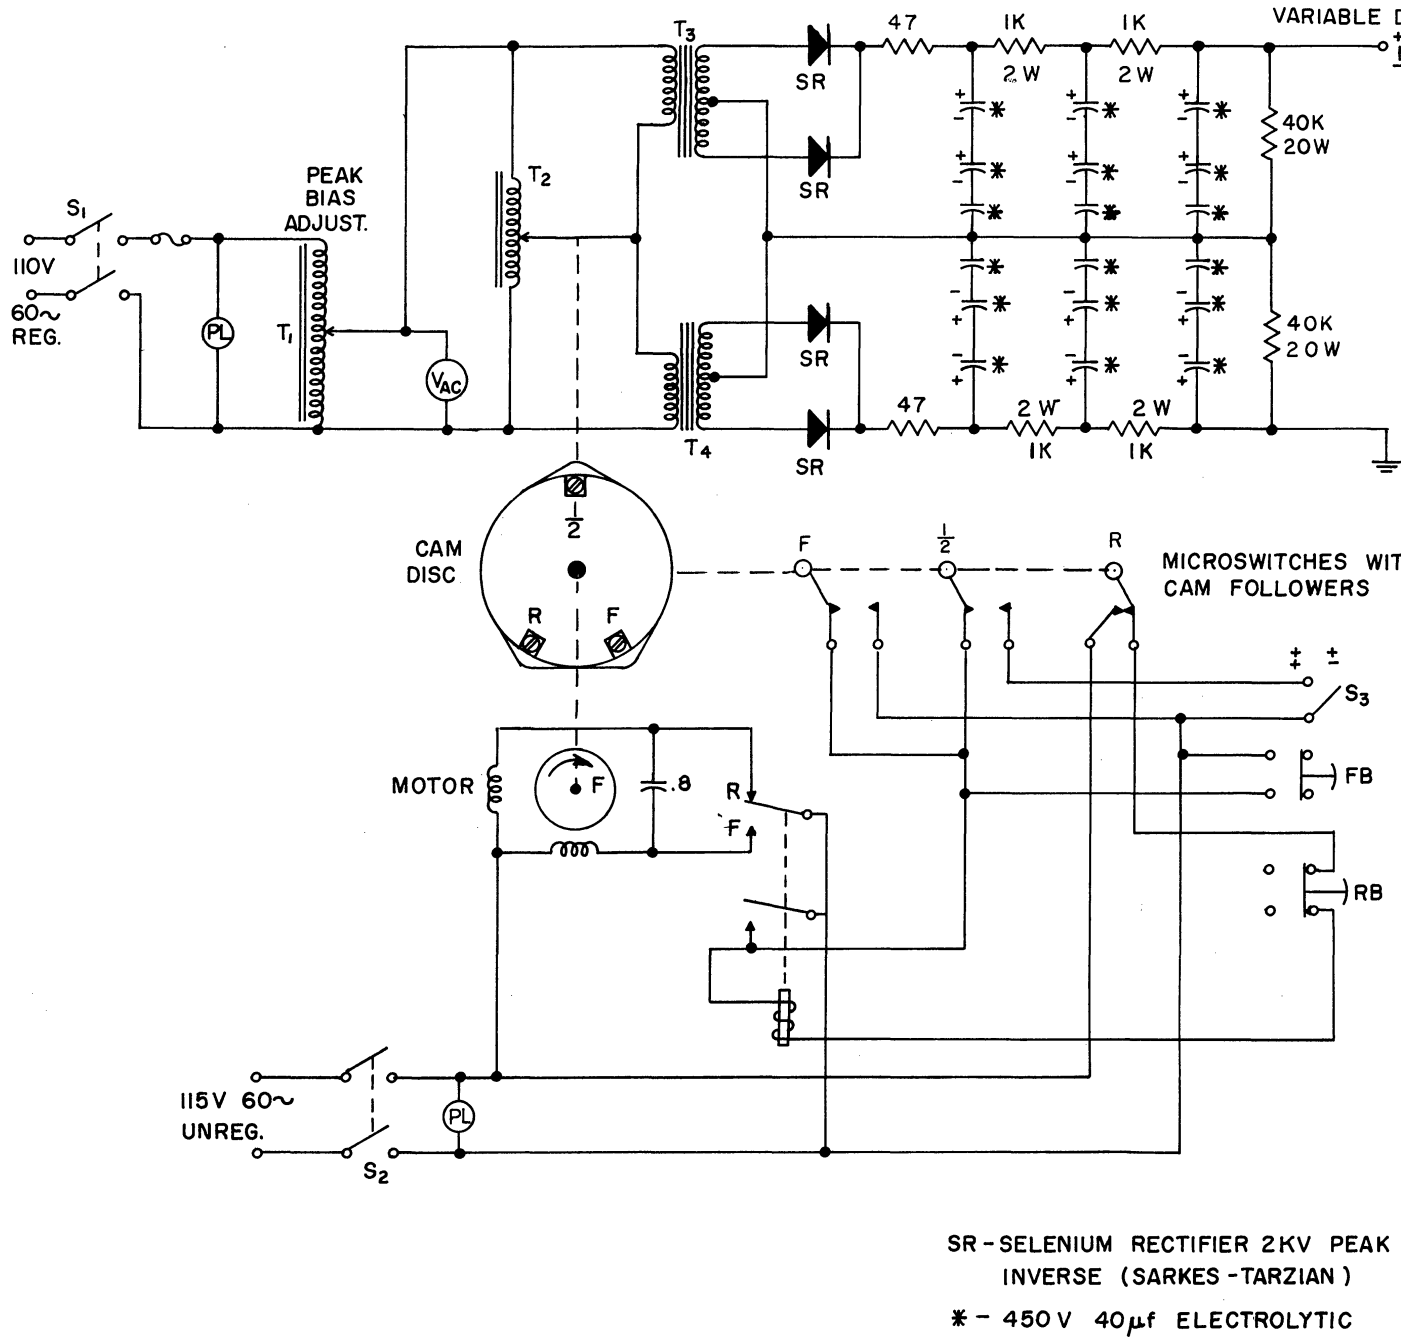 VARIABLE D
T3
47
1K
1K
+
SR
2W
2W
+
-
*
+
-
*
+
-
*
40K
20W
SR
+
-
*
+
-
*
+
-
*
PEAK
BIAS
ADJUST.
T2
*
*
*
S1
110V
60~
REG.
PL
T1
VAC
*
*
*
-
+
*
-
+
*
-
+
*
SR
40K
20W
-
+
*
-
+
*
-
+
*
47
2W
2W
T4
SR
1K
1K
1/2
CAM
DISC
R
F
F
1/2
R
MICROSWITCHES WIT
CAM FOLLOWERS
+
+
+
-
S3
MOTOR
F
.8
R
F
FB
RB
115V 60~
UNREG.
PL
S2
SR - SELENIUM RECTIFIER 2KV PEAK
INVERSE (SARKES-TARZIAN)
* - 450V 40µf ELECTROLYTIC